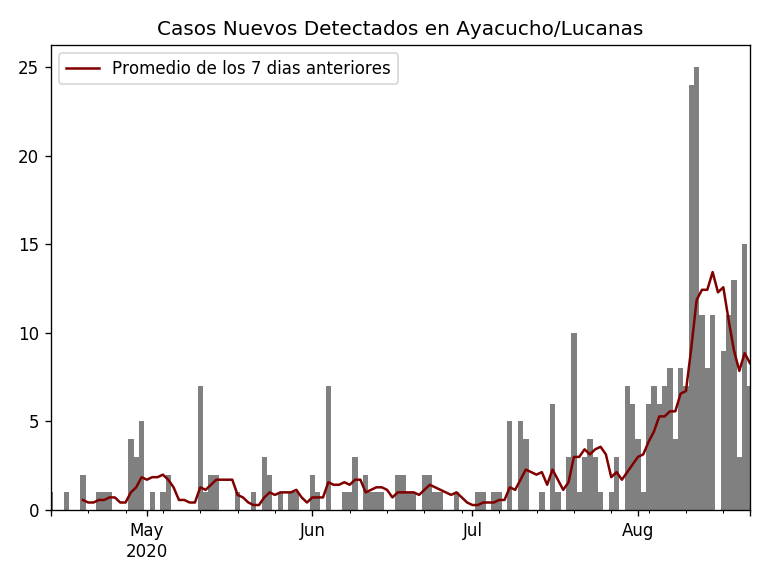 Casos Nuevos Detectados en Ayacucho/Lucanas
Promedio de los 7 dias anteriores
25
20
15
10
5
0
May
2020
Jun
Jul
Aug